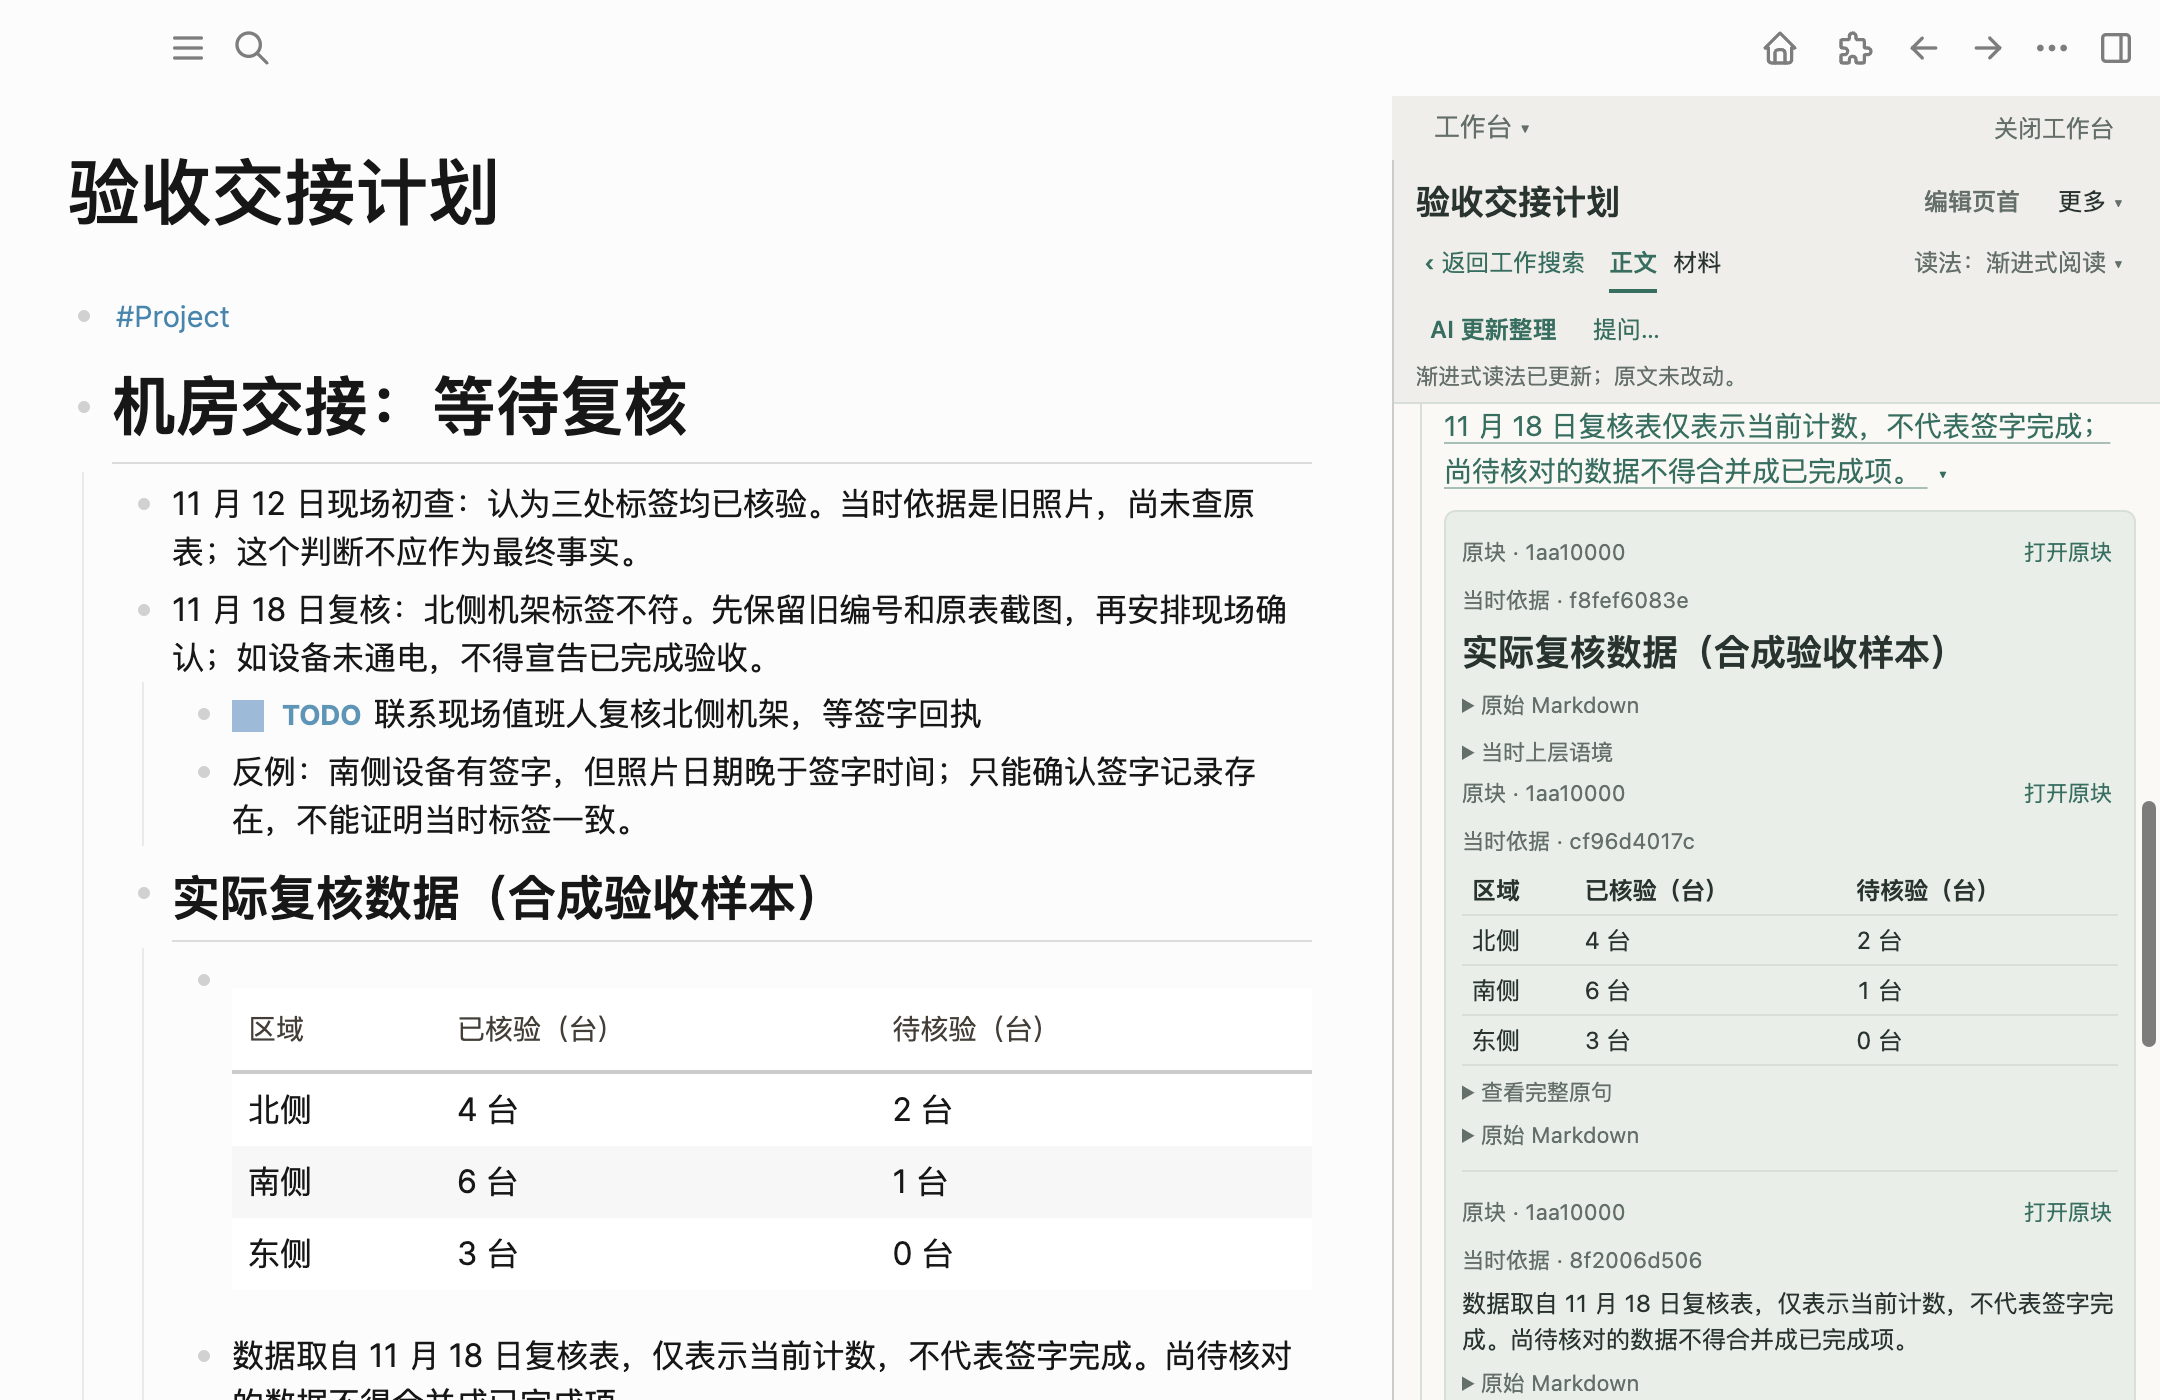 验收交接计划
#Project
机房交接：等待复核
11 月 12 日现场初查：认为三处标签均已核验。当时依据是旧照片，尚未查原
表；这个判断不应作为最终事实。
11 月 18 日复核：北侧机架标签不符。先保留旧编号和原表截图，再安排现场确
认；如设备未通电，不得宣告已完成验收。
TODO 联系现场值班人复核北侧机架，等签字回执
反例：南侧设备有签字，但照片日期晚于签字时间；只能确认签字记录存
在，不能证明当时标签一致。
实际复核数据（合成验收样本）
区域 已核验（台） 待核验（台）
北侧 4 台 2 台
南侧 6 台 1 台
东侧 3 台 0 台
数据取自 11 月 18 日复核表，仅表示当前计数，不代表签字完成。尚待核对
的数据不得合并成已完成项。
工作台 ▾ 关闭工作台
验收交接计划 编辑页首 更多 ▾
‹ 返回工作搜索 正文 材料 读法：渐进式阅读 ▾
AI 更新整理 提问...
渐进式读法已更新；原文未改动。
11 月 18 日复核表仅表示当前计数，不代表签字完成；
尚待核对的数据不得合并成已完成项。 ▾
原块 · 1aa10000 打开原块
当时依据 · f8fef6083e
实际复核数据（合成验收样本）
▶ 原始 Markdown
▶ 当时上层语境
原块 · 1aa10000 打开原块
当时依据 · cf96d4017c
区域 已核验（台） 待核验（台）
北侧 4 台 2 台
南侧 6 台 1 台
东侧 3 台 0 台
▶ 查看完整原句
▶ 原始 Markdown
原块 · 1aa10000 打开原块
当时依据 · 8f2006d506
数据取自 11 月 18 日复核表，仅表示当前计数，不代表签字完
成。尚待核对的数据不得合并成已完成项。
▶ 原始 Markdown